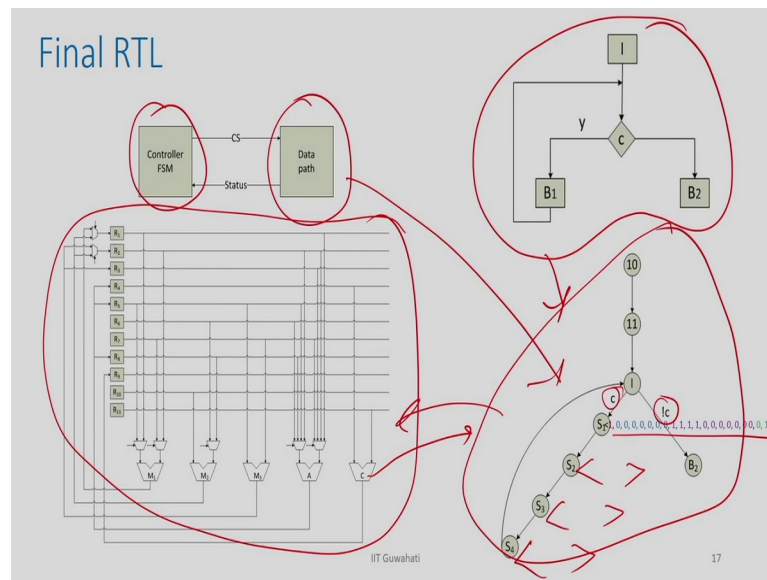 Final RTL
Controller
FSM
CS
Status
Data
path
I
y
c
B1
B2
R1
R2
R3
R4
R5
R6
R7
R8
R9
R10
R11
M1
M2
M3
A
C
10
11
I
c
!c
S1
S2
B2
S3
S4
IIT Guwahati
17